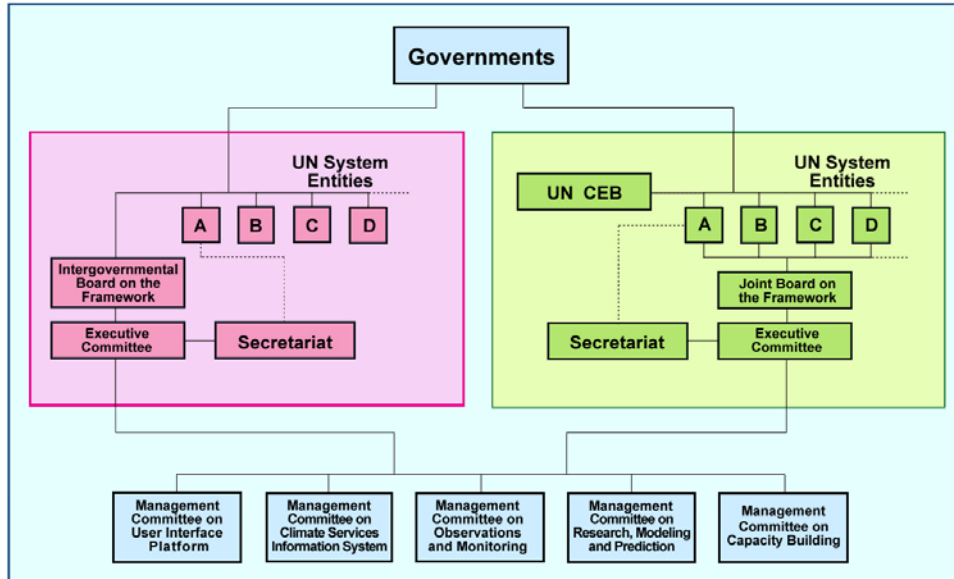 Governments
UN System
Entities
A
B
C
D
Intergovernmental
Board on the
Framework
Executive
Committee
Secretariat
UN System
Entities
UN CEB
A
B
C
D
Joint Board on
the Framework
Secretariat
Executive
Committee
Management
Committee on
User Interface
Platform
Management
Committee on
Climate Services
Information System
Management
Committee on
Observations
and Monitoring
Management
Committee on
Research, Modeling
and Prediction
Management
Committee on
Capacity Building